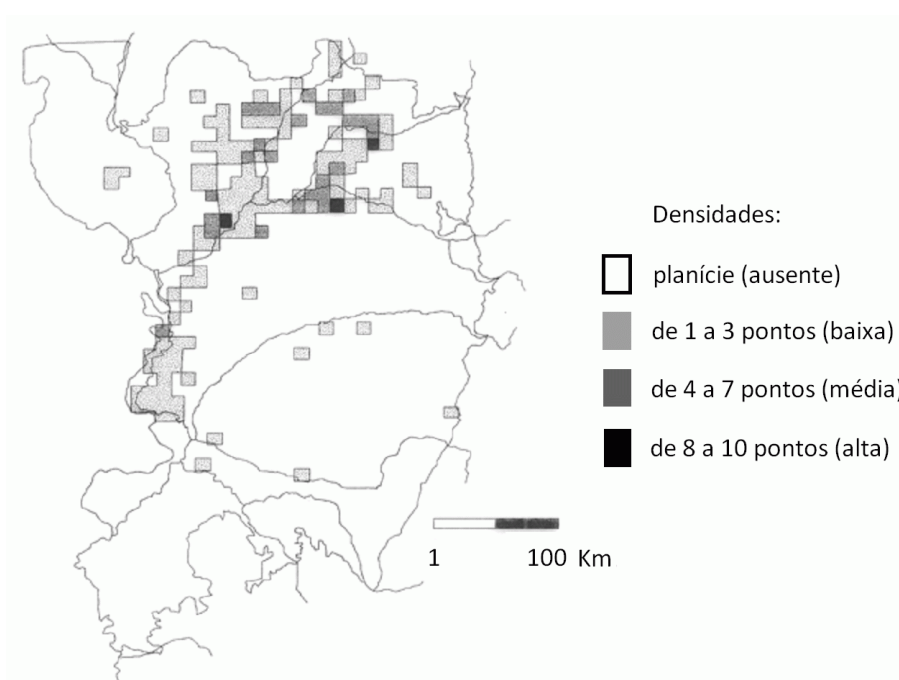 Densidades:
planície (ausente)
de 1 a 3 pontos (baixa)
de 4 a 7 pontos (média)
de 8 a 10 pontos (alta)
1 100 Km